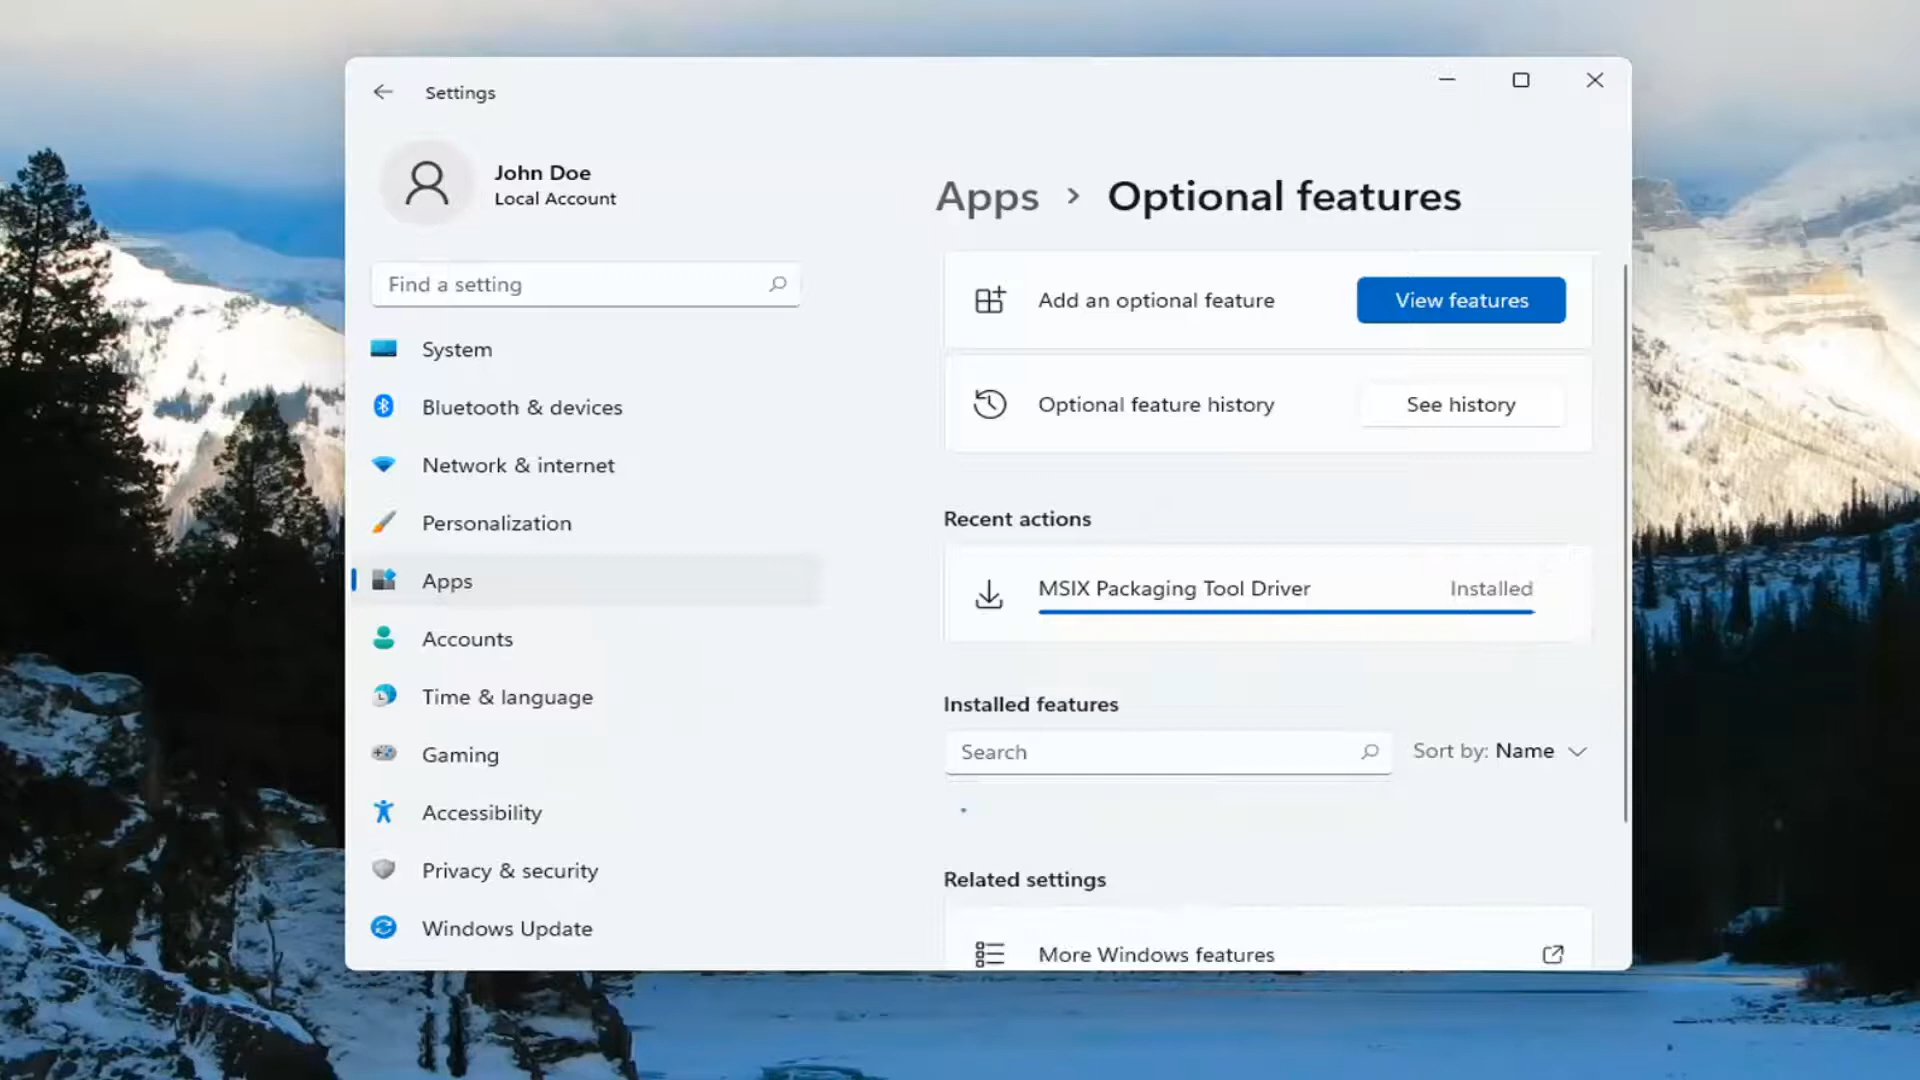 Settings
John Doe
Local Account
Find a setting
System
Bluetooth & devices
Network & internet
Personalization
Apps
Accounts
Time & language
Gaming
Accessibility
Privacy & security
Windows Update
Apps > Optional features
Add an optional feature
View features
Optional feature history
See history
Recent actions
MSIX Packaging Tool Driver
Installed
Installed features
Search
Sort by: Name
Related settings
More Windows features